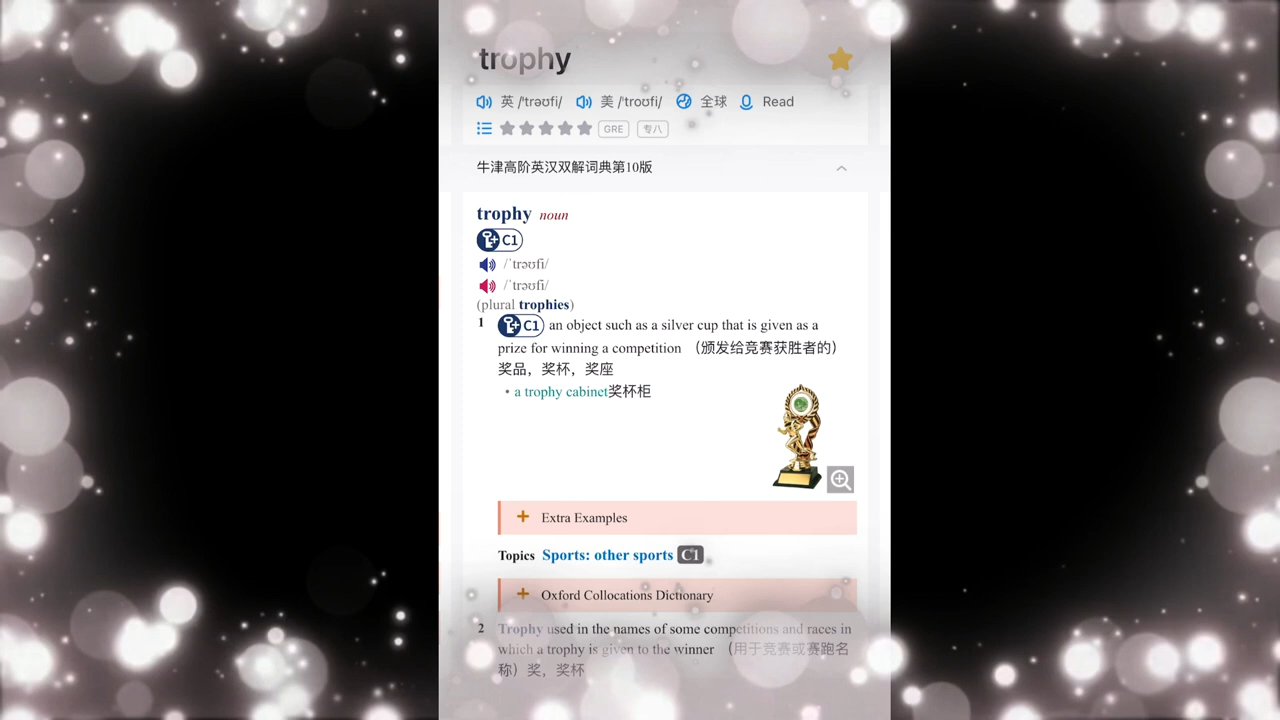 trophy
英 /ˈtrəʊfi/ 美 /ˈtroʊfi/ 全球 Read
GRE 专八
牛津高阶英汉双解词典第10版
trophy noun
C1
/ˈtrəʊfi/
/ˈtrəʊfi/
(plural trophies)
1 C1 an object such as a silver cup that is given as a
prize for winning a competition （颁发给竞赛获胜者的）
奖品，奖杯，奖座
• a trophy cabinet奖杯柜
+ Extra Examples
Topics Sports: other sports C1
+ Oxford Collocations Dictionary
2 Trophy used in the names of some competitions and races in
which a trophy is given to the winner （用于竞赛或赛跑名
称）奖，奖杯